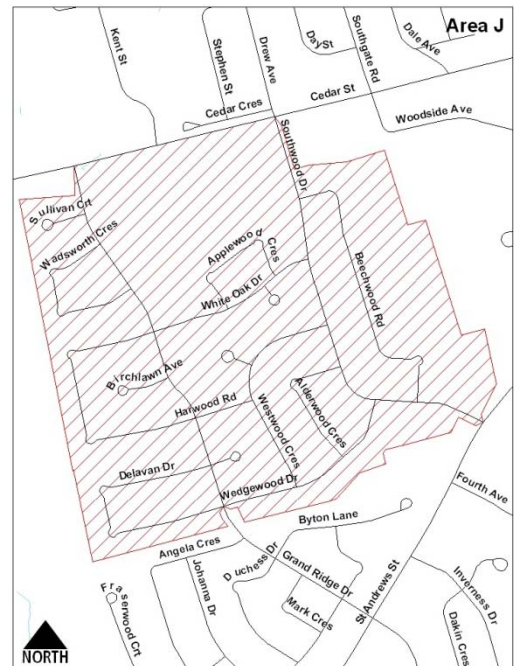 Area J
Kent St
Stephen St
Drew Ave
Day St
Southgate Rd
Dale Ave
Cedar Cres
Cedar St
Woodside Ave
Southwood Dr
Sullivan Crt
Wadsworth Cres
Applewood Cres
White Oak Dr
Beechwood Rd
Birchlawn Ave
Harwood Rd
Westwood Cres
Alderwood Cres
Delavan Dr
Wedgewood Dr
Byton Lane
Fourth Ave
Angela Cres
Duchess Dr
Grand Ridge Dr
St Andrews St
Inverness Dr
Johanna Dr
Fraserwood Crt
Mark Cres
Dakin Cres
NORTH